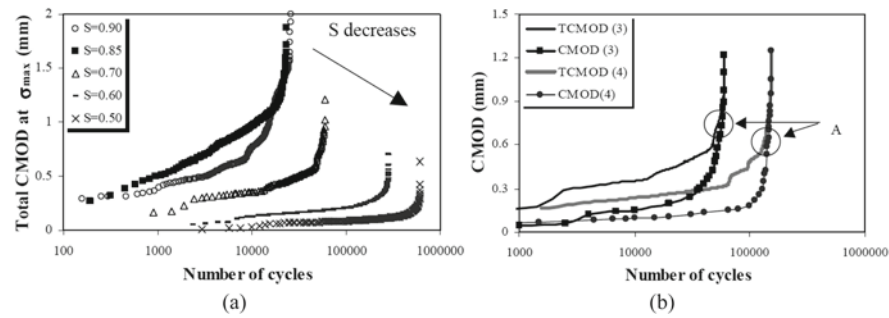 Total CMOD at σmax (mm)
2
1.5
1
0.5
0
S=0.90
S=0.85
S=0.70
S=0.60
S=0.50
S decreases
100
1000
10000
100000
1000000
Number of cycles
(a)
CMOD (mm)
1.5
1.2
0.9
0.6
0.3
0
TCMOD (3)
CMOD (3)
TCMOD (4)
CMOD(4)
A
1000
10000
100000
1000000
Number of cycles
(b)